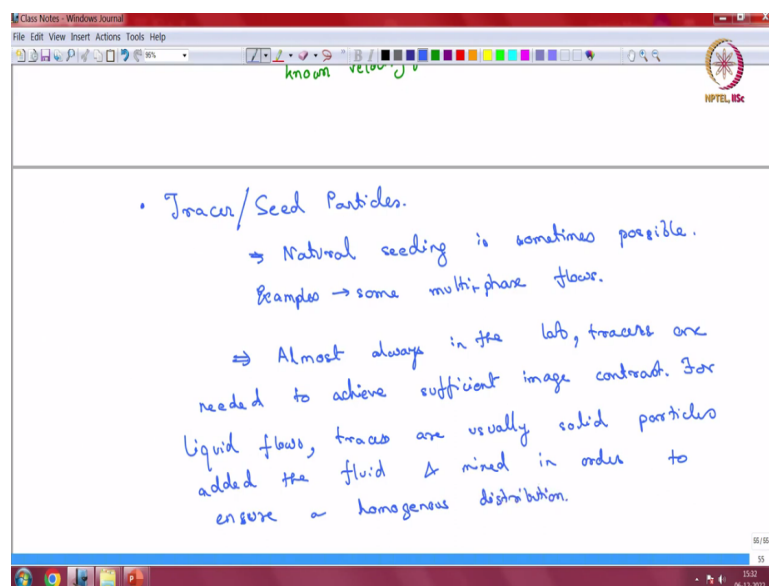 Class Notes - Windows Journal
File Edit View Insert Actions Tools Help
95%
NPTEL, IISc
known
• Tracer/Seed Particles.
⇒ Natural seeding is sometimes possible.
Examples → some multi-phase flows.
⇒ Almost always in the lab, tracers are
needed to achieve sufficient image contrast. For
liquid flows, traces are usually solid particles
added the fluid & mixed in order to
ensure a homogenous distribution.
55/55
55
15:32